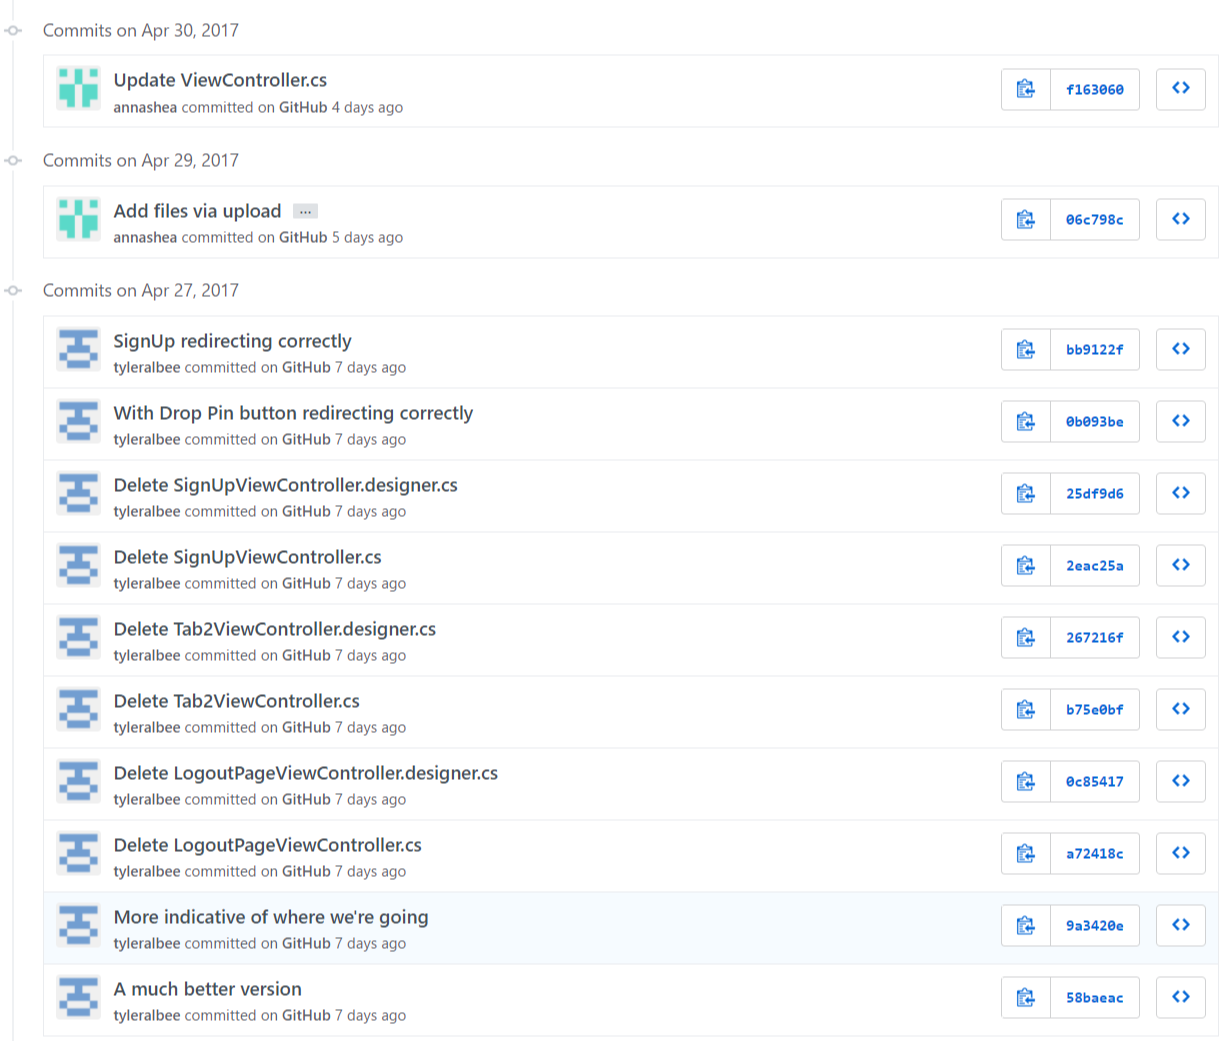 Commits on Apr 30, 2017
Update ViewController.cs
annashea committed on GitHub 4 days ago
f163060
Commits on Apr 29, 2017
Add files via upload ...
annashea committed on GitHub 5 days ago
06c798c
Commits on Apr 27, 2017
SignUp redirecting correctly
tyleralbee committed on GitHub 7 days ago
bb9122f
With Drop Pin button redirecting correctly
tyleralbee committed on GitHub 7 days ago
0b093be
Delete SignUpViewController.designer.cs
tyleralbee committed on GitHub 7 days ago
25df9d6
Delete SignUpViewController.cs
tyleralbee committed on GitHub 7 days ago
2eac25a
Delete Tab2ViewController.designer.cs
tyleralbee committed on GitHub 7 days ago
267216f
Delete Tab2ViewController.cs
tyleralbee committed on GitHub 7 days ago
b75e0bf
Delete LogoutPageViewController.designer.cs
tyleralbee committed on GitHub 7 days ago
0c85417
Delete LogoutPageViewController.cs
tyleralbee committed on GitHub 7 days ago
a72418c
More indicative of where we're going
tyleralbee committed on GitHub 7 days ago
9a3420e
A much better version
tyleralbee committed on GitHub 7 days ago
58baeac